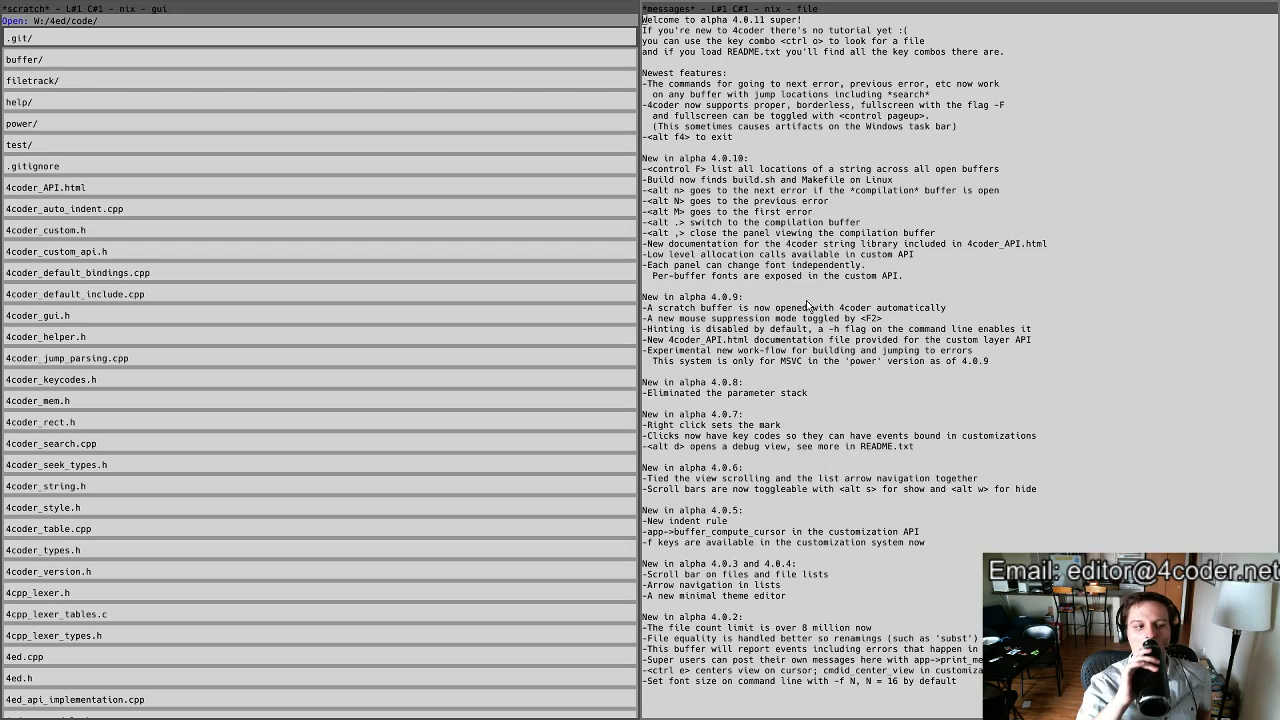 *scratch* - L#1 C#1 - nix - gui
Open: W:/4ed/code/
.git/
buffer/
filetrack/
help/
power/
test/
.gitignore
4coder_API.html
4coder_auto_indent.cpp
4coder_custom.h
4coder_custom_api.h
4coder_default_bindings.cpp
4coder_default_include.cpp
4coder_gui.h
4coder_helper.h
4coder_jump_parsing.cpp
4coder_keycodes.h
4coder_mem.h
4coder_rect.h
4coder_search.cpp
4coder_seek_types.h
4coder_string.h
4coder_style.h
4coder_table.cpp
4coder_types.h
4coder_version.h
4cpp_lexer.h
4cpp_lexer_tables.c
4cpp_lexer_types.h
4ed.cpp
4ed.h
4ed_api_implementation.cpp
*messages* - L#1 C#1 - nix - file
Welcome to alpha 4.0.11 super!
If you're new to 4coder there's no tutorial yet :(
you can use the key combo <ctrl o> to look for a file
and if you load README.txt you'll find all the key combos there are.
Newest features:
-The commands for going to next error, previous error, etc now work
on any buffer with jump locations including *search*
-4coder now supports proper, borderless, fullscreen with the flag -F
and fullscreen can be toggled with <control pageup>.
(This sometimes causes artifacts on the Windows task bar)
-<alt f4> to exit
New in alpha 4.0.10:
-<control F> list all locations of a string across all open buffers
-Build now finds build.sh and Makefile on Linux
-<alt n> goes to the next error if the *compilation* buffer is open
-<alt N> goes to the previous error
-<alt M> goes to the first error
-<alt .> switch to the compilation buffer
-<alt ,> close the panel viewing the compilation buffer
-New documentation for the 4coder string library included in 4coder_API.html
-Low level allocation calls available in custom API
-Each panel can change font independently.
Per-buffer fonts are exposed in the custom API.
New in alpha 4.0.9:
-A scratch buffer is now opened with 4coder automatically
-A new mouse suppression mode toggled by <F2>
-Hinting is disabled by default, a -h flag on the command line enables it
-New 4coder_API.html documentation file provided for the custom layer API
-Experimental new work-flow for building and jumping to errors
This system is only for MSVC in the 'power' version as of 4.0.9
New in alpha 4.0.8:
-Eliminated the parameter stack
New in alpha 4.0.7:
-Right click sets the mark
-Clicks now have key codes so they can have events bound in customizations
-<alt d> opens a debug view, see more in README.txt
New in alpha 4.0.6:
-Tied the view scrolling and the list arrow navigation together
-Scroll bars are now toggleable with <alt s> for show and <alt w> for hide
New in alpha 4.0.5:
-New indent rule
-app->buffer_compute_cursor in the customization API
-f keys are available in the customization system now
New in alpha 4.0.3 and 4.0.4:
-Scroll bar on files and file lists
-Arrow navigation in lists
-A new minimal theme editor
New in alpha 4.0.2:
-The file count limit is over 8 million now
-File equality is handled better so renamings (such as 'subst')
-This buffer will report events including errors that happen in
-Super users can post their own messages here with app->print_me
-<ctrl e> centers view on cursor; cmdid_center_view in customiza
-Set font size on command line with -f N, N = 16 by default
Email: editor@4coder.net